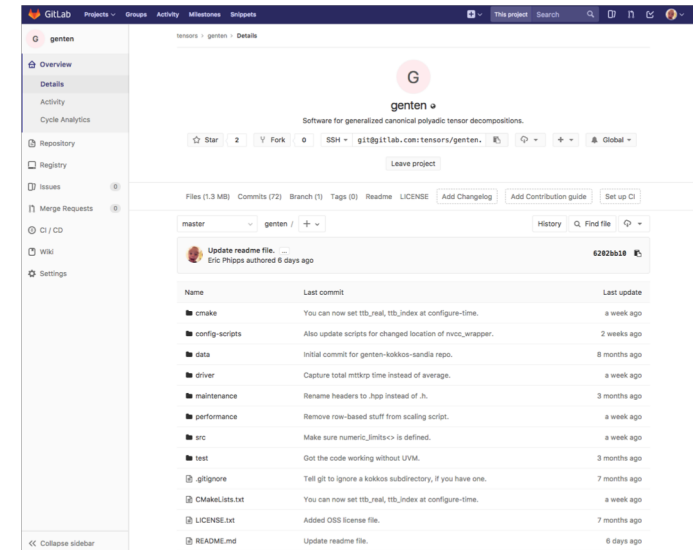 GitLab Projects Groups Activity Milestones Snippets This project Search
G genten
Overview
Details
Activity
Cycle Analytics
Repository
Registry
Issues 0
Merge Requests 0
CI / CD
Wiki
Settings
Collapse sidebar
tensors > genten > Details
G
genten
Software for generalized canonical polyadic tensor decompositions.
Star 2 Fork 0 SSH git@gitlab.com:tensors/genten. Global
Leave project
Files (1.3 MB) Commits (72) Branch (1) Tags (0) Readme LICENSE Add Changelog Add Contribution guide Set up CI
master genten / + History Find file
Update readme file. ...
Eric Phipps authored 6 days ago
6202bb10
Name Last commit Last update
cmake You can now set ttb_real, ttb_index at configure-time. a week ago
config-scripts Also update scripts for changed location of nvcc_wrapper. 2 weeks ago
data Initial commit for genten-kokkos-sandia repo. 8 months ago
driver Capture total mttkrp time instead of average. a week ago
maintenance Rename headers to .hpp instead of .h. 3 months ago
performance Remove row-based stuff from scaling script. a week ago
src Make sure numeric_limits<> is defined. a week ago
test Got the code working without UVM. 3 months ago
.gitignore Tell git to ignore a kokkos subdirectory, if you have one. 7 months ago
CMakeLists.txt You can now set ttb_real, ttb_index at configure-time. a week ago
LICENSE.txt Added OSS license file. 7 months ago
README.md Update readme file. 6 days ago